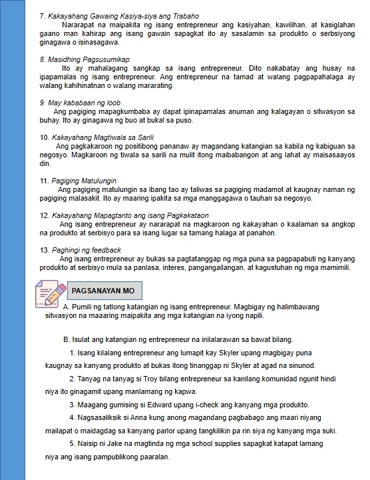 7. Kakayahang Gawaing Kasiya-siya ang Trabaho
Nararapat na maipakita ng isang entrepreneur ang kasiyahan, kawilihan, at kasiglahan
gaano man kahirap ang isang gawain sapagkat ito ay sasalamin sa produkto o serbisyong
ginagawa o isinasagawa.
8. Masidhing Pagsusumikap
Ito ay mahalagang sangkap sa isang entrepreneur. Dito nakabatay ang husay na
ipapamalas ng isang entrepreneur. Ang entrepreneur na tamad at walang pagpapahalaga ay
walang kahihinatnan o walang mararating.
9. May kababaan ng loob
Ang pagiging mapagkumbaba ay dapat ipinapamalas anuman ang kalagayan o sitwasyon sa
buhay. Ito ay ginagawa ng buo at bukal sa puso.
10. Kakayahang Magtiwala sa Sarili
Ang pagkakaroon ng positibong pananaw ay magandang katangian sa kabila ng kabiguan sa
negosyo. Magkaroon ng tiwala sa sarili na mulit itong maibabangon at ang lahat ay maisasaayos
din.
11. Pagiging Matulungin
Ang pagiging matulungin sa ibang tao ay taliwas sa pagiging madamot at kaugnay naman ng
pagiging malasakit. Ito ay maaring ipakita sa mga manggagawa o tauhan sa negosyo.
12. Kakayahang Mapagtanto ang isang Pagkakataon
Ang isang entrepreneur ay nararapat na magkaroon ng kakayahan o kaalaman sa angkop
na produkto at serbisyo para sa isang lugar sa tamang halaga at panahon.
13. Paghingi ng feedback
Ang isang entrepreneur ay bukas sa pagtatanggap ng mga puna sa pagpapabuti ng kanyang
produkto at serbisyo mula sa panlasa, interes, pangangailangan, at kagustuhan ng mga mamimili.
PAGSANAYAN MO
A. Pumili ng tatlong katangian ng isang entrepreneur. Magbigay ng halimbawang
sitwasyon na maaaring maipakita ang mga katangian na iyong napili.
B. Isulat ang katangian ng entrepreneur na inilalarawan sa bawat bilang.
1. Isang kilalang entrepreneur ang lumapit kay Skyler upang magbigay puna
kaugnay sa kanyang produkto at bukas itong tinanggap ni Skyler at agad na sinunod.
2. Tanyag na tanyag si Troy bilang entrepreneur sa kanilang komunidad ngunit hindi
niya ito ginagamit upang manlamang ng kapwa.
3. Maagang gumising si Edward upang i-check ang kanyang mga produkto.
4. Nagsasaliksik si Anna kung anong magandang pagbabago ang maari niyang
mailapat o maidagdag sa kanyang parlor upang tangkilikin pa rin siya ng kanyang mga suki.
5. Naisip ni Jake na magtinda ng mga school supplies sapagkat katapat lamang
niya ang isang pampublikong paaralan.